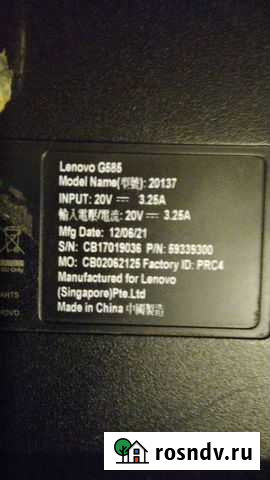 Lenovo G585
Model Name(型號): 20137
INPUT: 20V ⎓ 3.25A
輸入電壓/電流: 20V ⎓ 3.25A
Mfg Date: 12/06/21
S/N: CB17019036 P/N: 59339300
MO: CB02062125 Factory ID: PRC4
Manufactured for Lenovo
(Singapore)Pte.Ltd
Made in China 中國製造
rosndv.ru